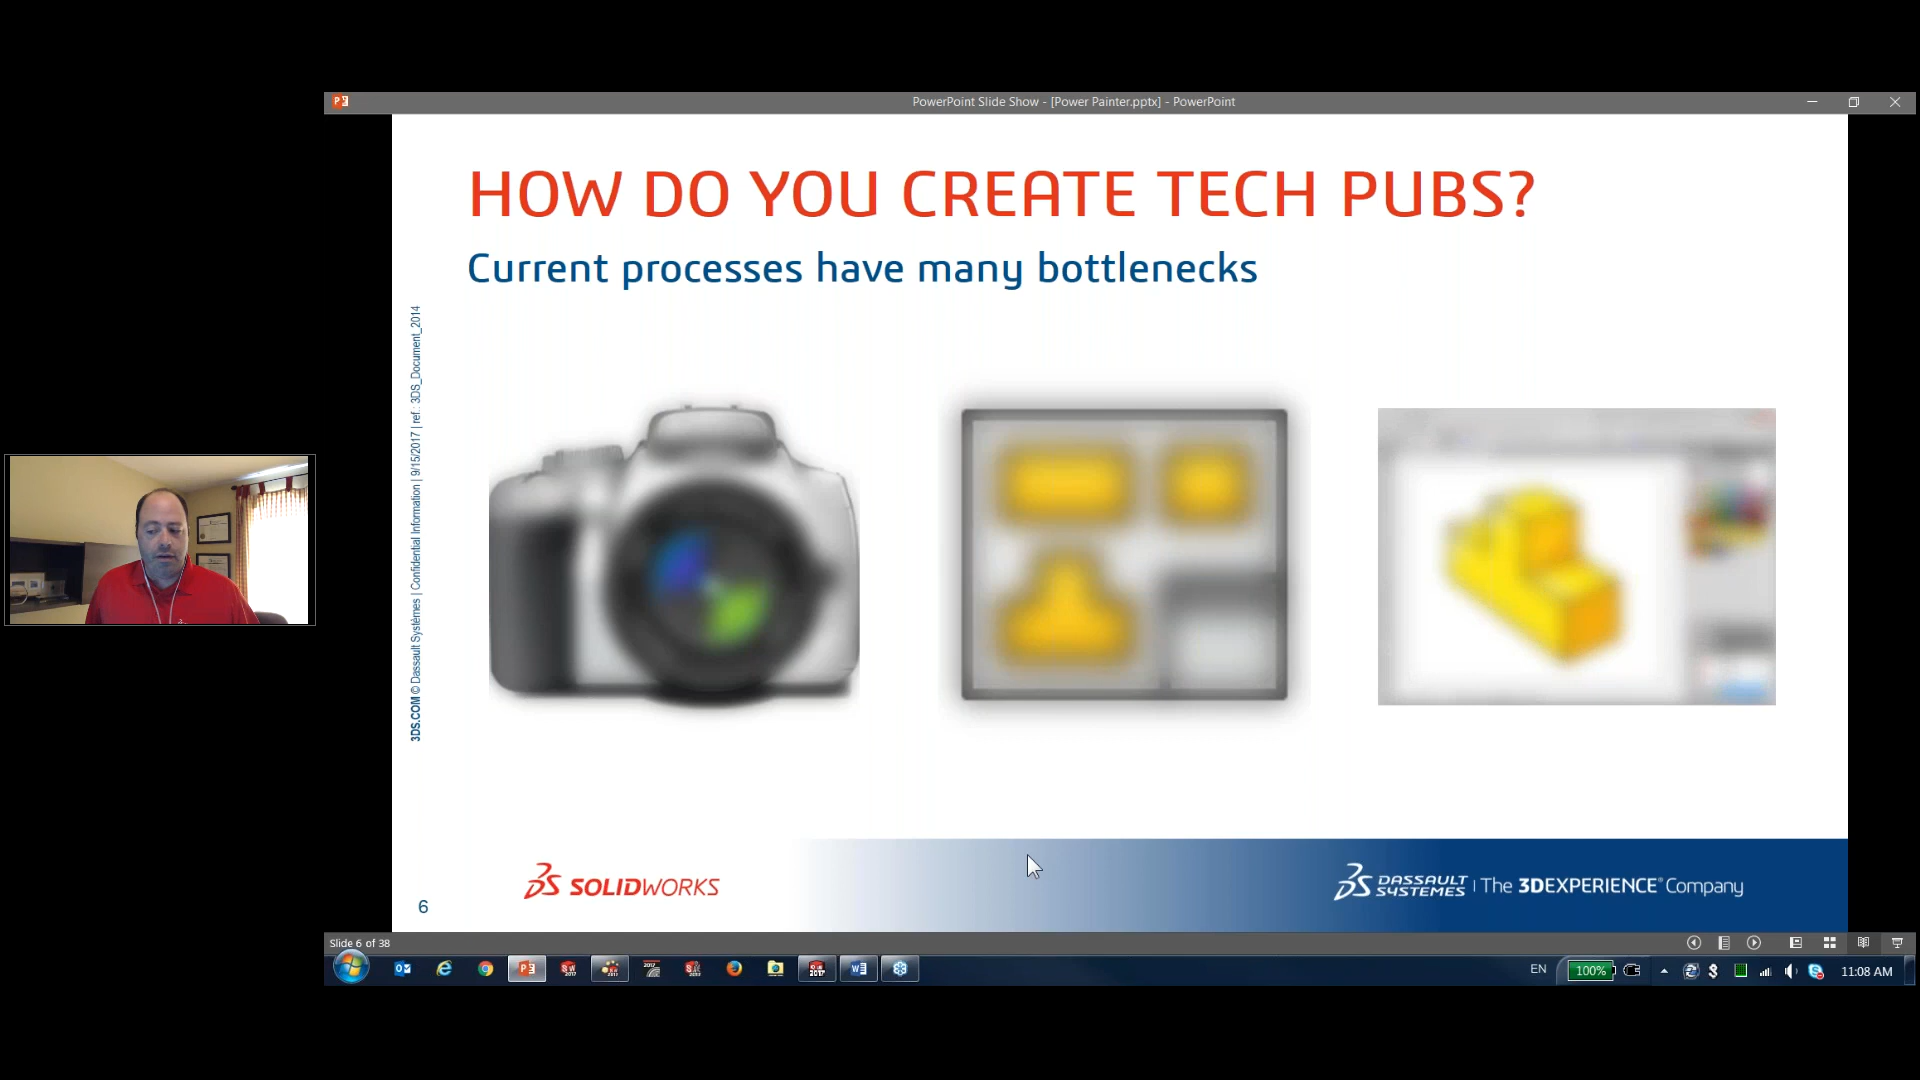 PowerPoint Slide Show - [Power Painter.pptx] - PowerPoint
HOW DO YOU CREATE TECH PUBS?
Current processes have many bottlenecks
3DS.COM © Dassault Systèmes | Confidential Information | 9/15/2017 | ref.: 3DS_Document_2014
SOLIDWORKS
DASSAULT SYSTEMES | The 3DEXPERIENCE® Company
6
Slide 6 of 38
EN
100%
11:08 AM